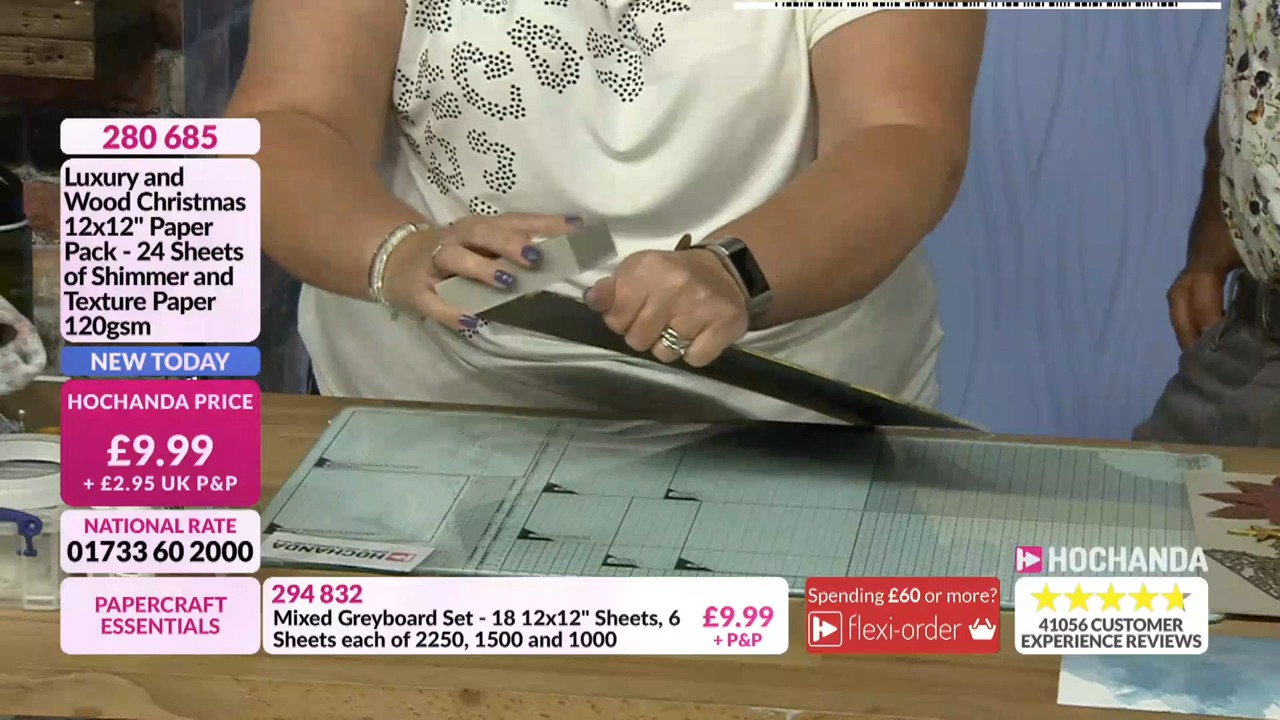 280 685
Luxury and
Wood Christmas
12x12" Paper
Pack - 24 Sheets
of Shimmer and
Texture Paper
120gsm
NEW TODAY
HOCHANDA PRICE
£9.99
+ £2.95 UK P&P
NATIONAL RATE
01733 60 2000
PAPERCRAFT
ESSENTIALS
294 832
Mixed Greyboard Set - 18 12x12" Sheets, 6
Sheets each of 2250, 1500 and 1000
£9.99
+ P&P
Spending £60 or more?
flexi-order
HOCHANDA
41056 CUSTOMER
EXPERIENCE REVIEWS
HOCHANDA